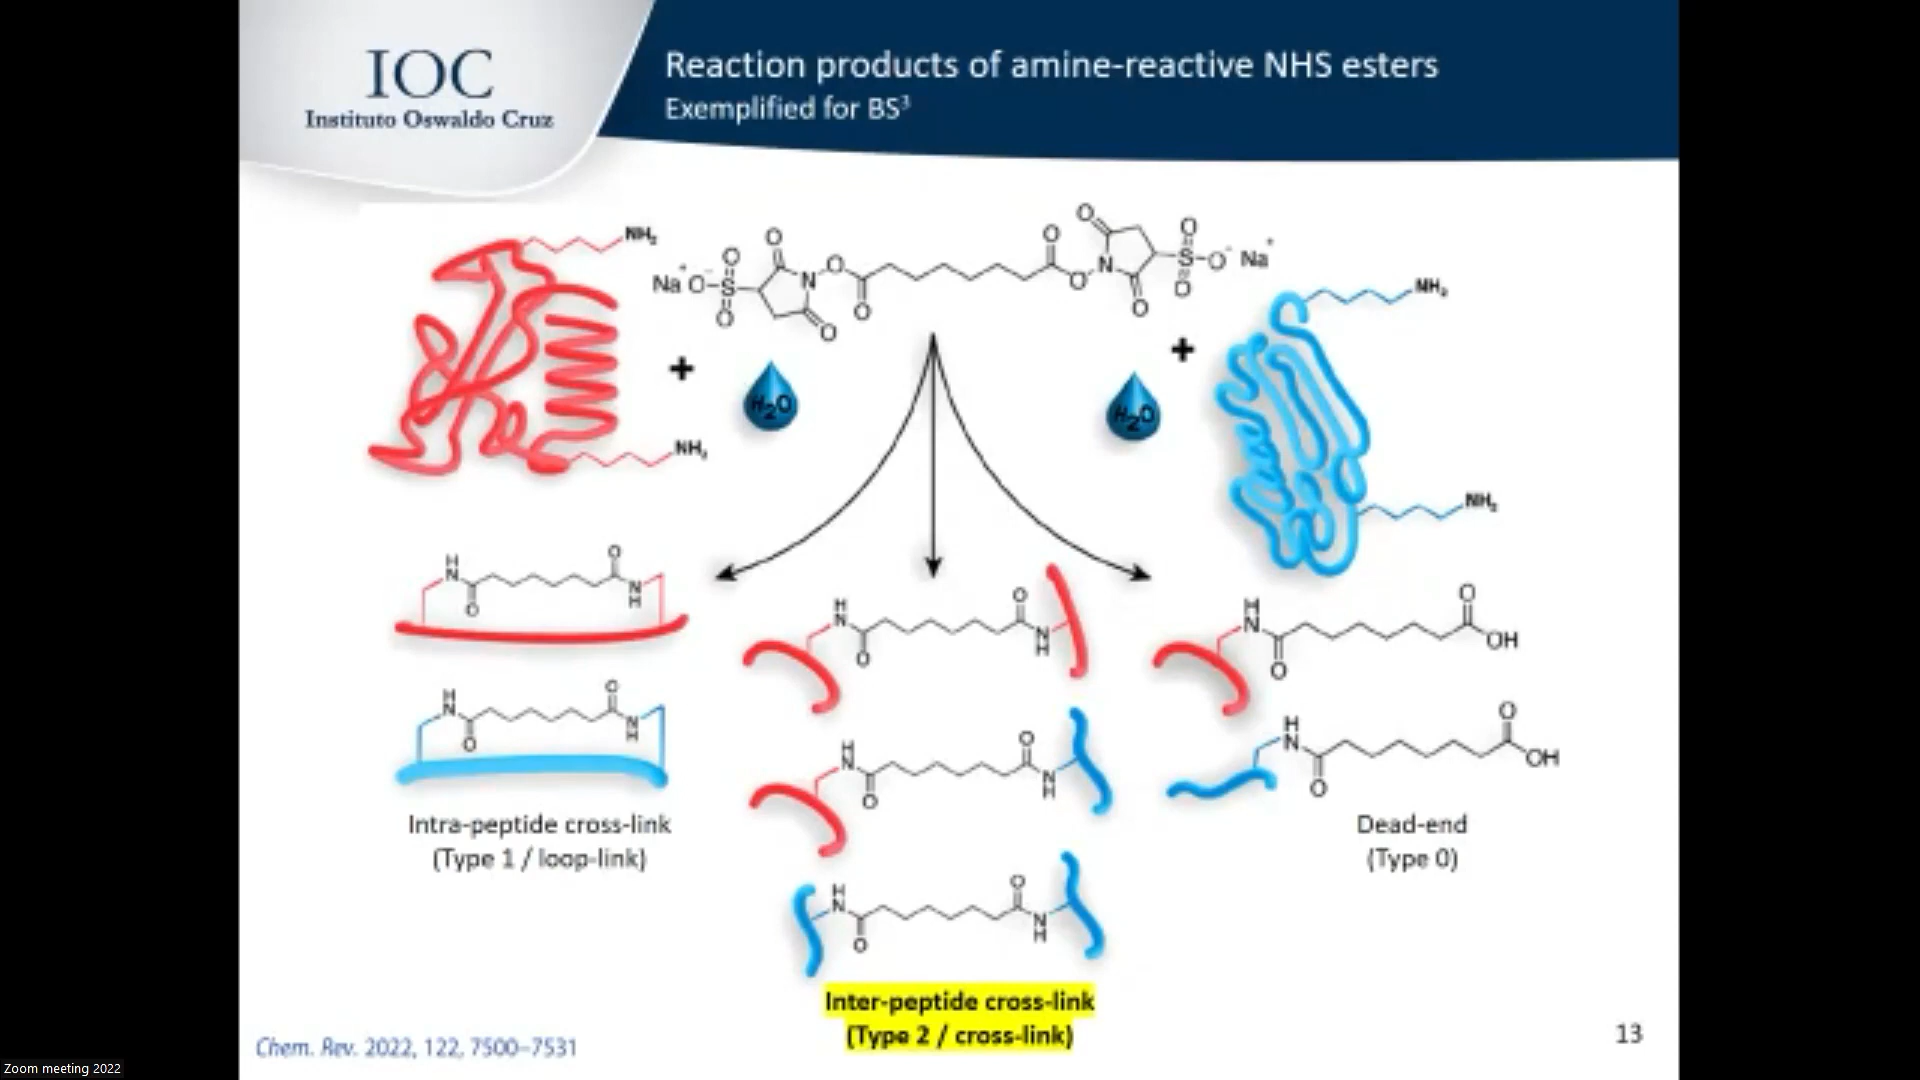 IOC
Instituto Oswaldo Cruz
Reaction products of amine-reactive NHS esters
Exemplified for BS³
NH₂
O
O
O
O
Na⁺ ⁻O-S
O
O
N
O
O
O
O
O
N
O
O
O
S-O⁻ Na⁺
O
NH₂
+
H₂O
+
H₂O
NH₂
NH₂
H
N
O
O
N
H
H
N
O
O
N
H
H
N
O
O
OH
H
N
O
O
N
H
H
N
O
O
N
H
H
N
O
O
OH
Intra-peptide cross-link
(Type 1 / loop-link)
Dead-end
(Type 0)
H
N
O
O
N
H
Inter-peptide cross-link
(Type 2 / cross-link)
Chem. Rev. 2022, 122, 7500–7531
13
Zoom meeting 2022